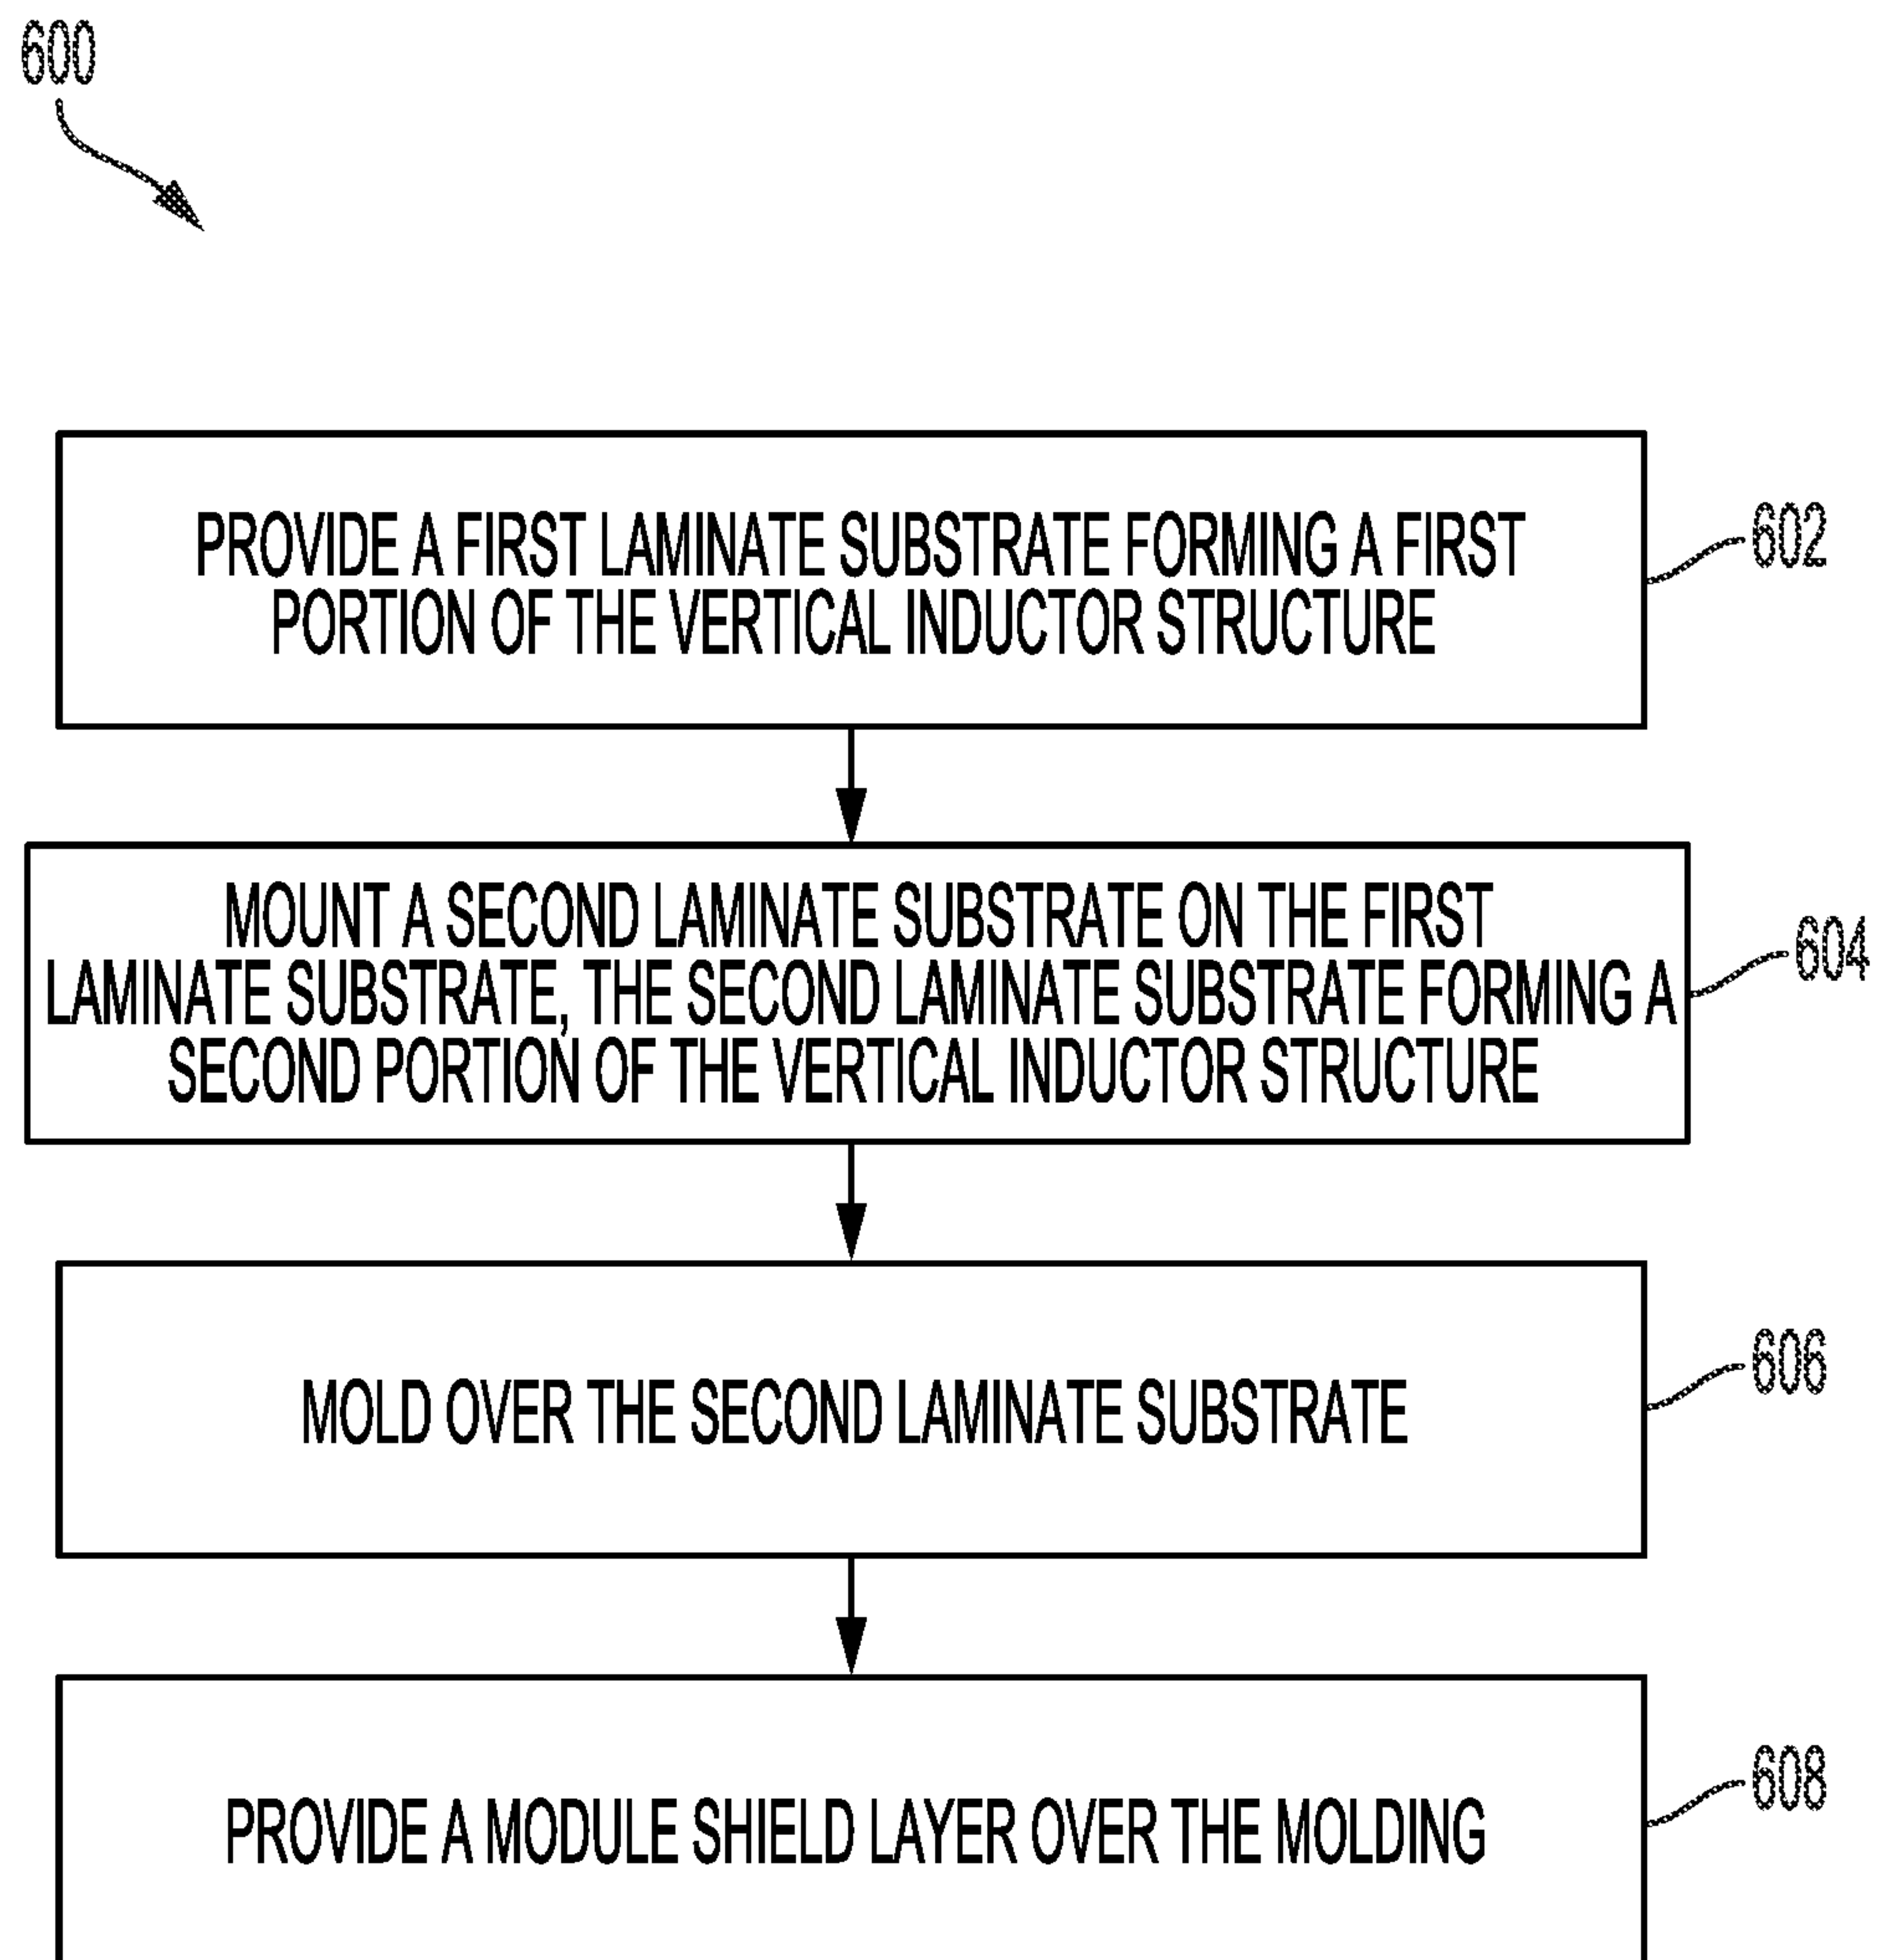 600
PROVIDE A FIRST LAMINATE SUBSTRATE FORMING A FIRST
PORTION OF THE VERTICAL INDUCTOR STRUCTURE
602
MOUNT A SECOND LAMINATE SUBSTRATE ON THE FIRST
LAMINATE SUBSTRATE, THE SECOND LAMINATE SUBSTRATE FORMING A
SECOND PORTION OF THE VERTICAL INDUCTOR STRUCTURE
604
MOLD OVER THE SECOND LAMINATE SUBSTRATE
606
PROVIDE A MODULE SHIELD LAYER OVER THE MOLDING
608